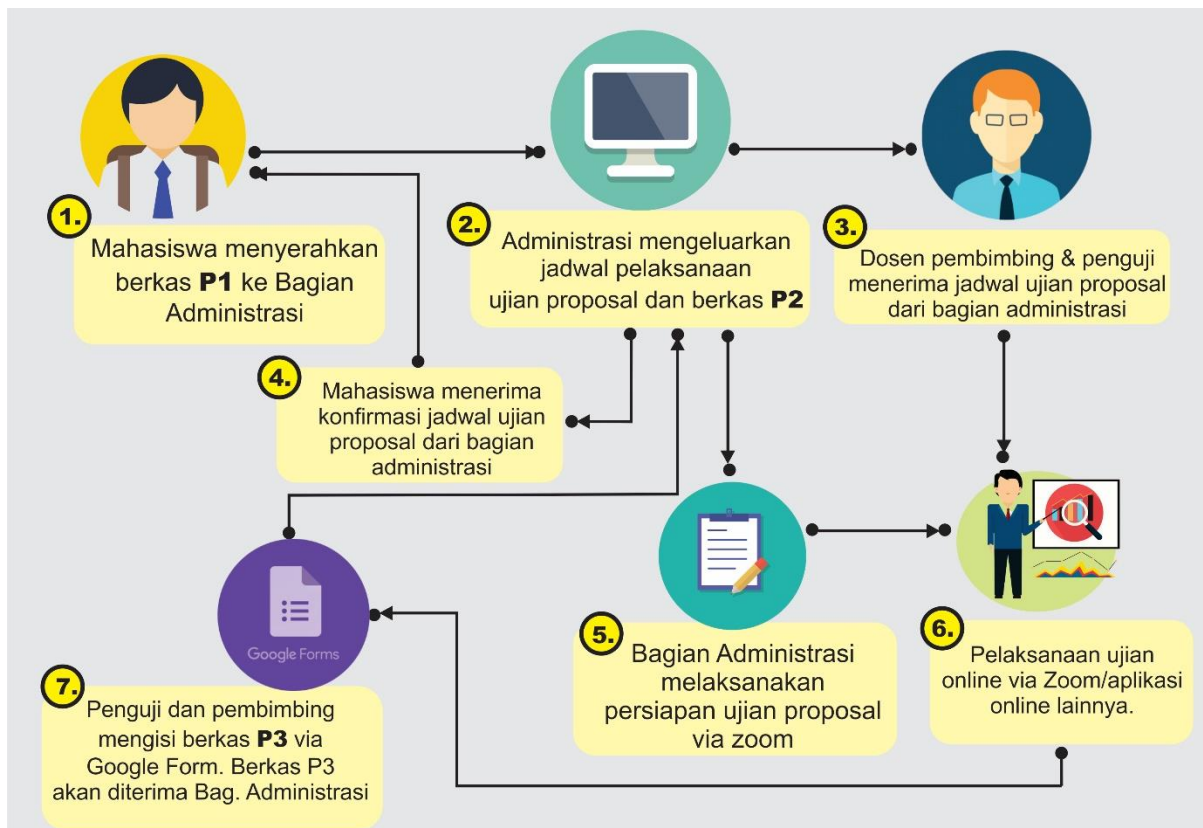 1.
Mahasiswa menyerahkan
berkas P1 ke Bagian
Administrasi
2.
Administrasi mengeluarkan
jadwal pelaksanaan
ujian proposal dan berkas P2
3.
Dosen pembimbing & penguji
menerima jadwal ujian proposal
dari bagian administrasi
4.
Mahasiswa menerima
konfirmasi jadwal ujian
proposal dari bagian
administrasi
5.
Bagian Administrasi
melaksanakan
persiapan ujian proposal
via zoom
6.
Pelaksanaan ujian
online via Zoom/aplikasi
online lainnya.
Google Forms
7.
Penguji dan pembimbing
mengisi berkas P3 via
Google Form. Berkas P3
akan diterima Bag. Administrasi